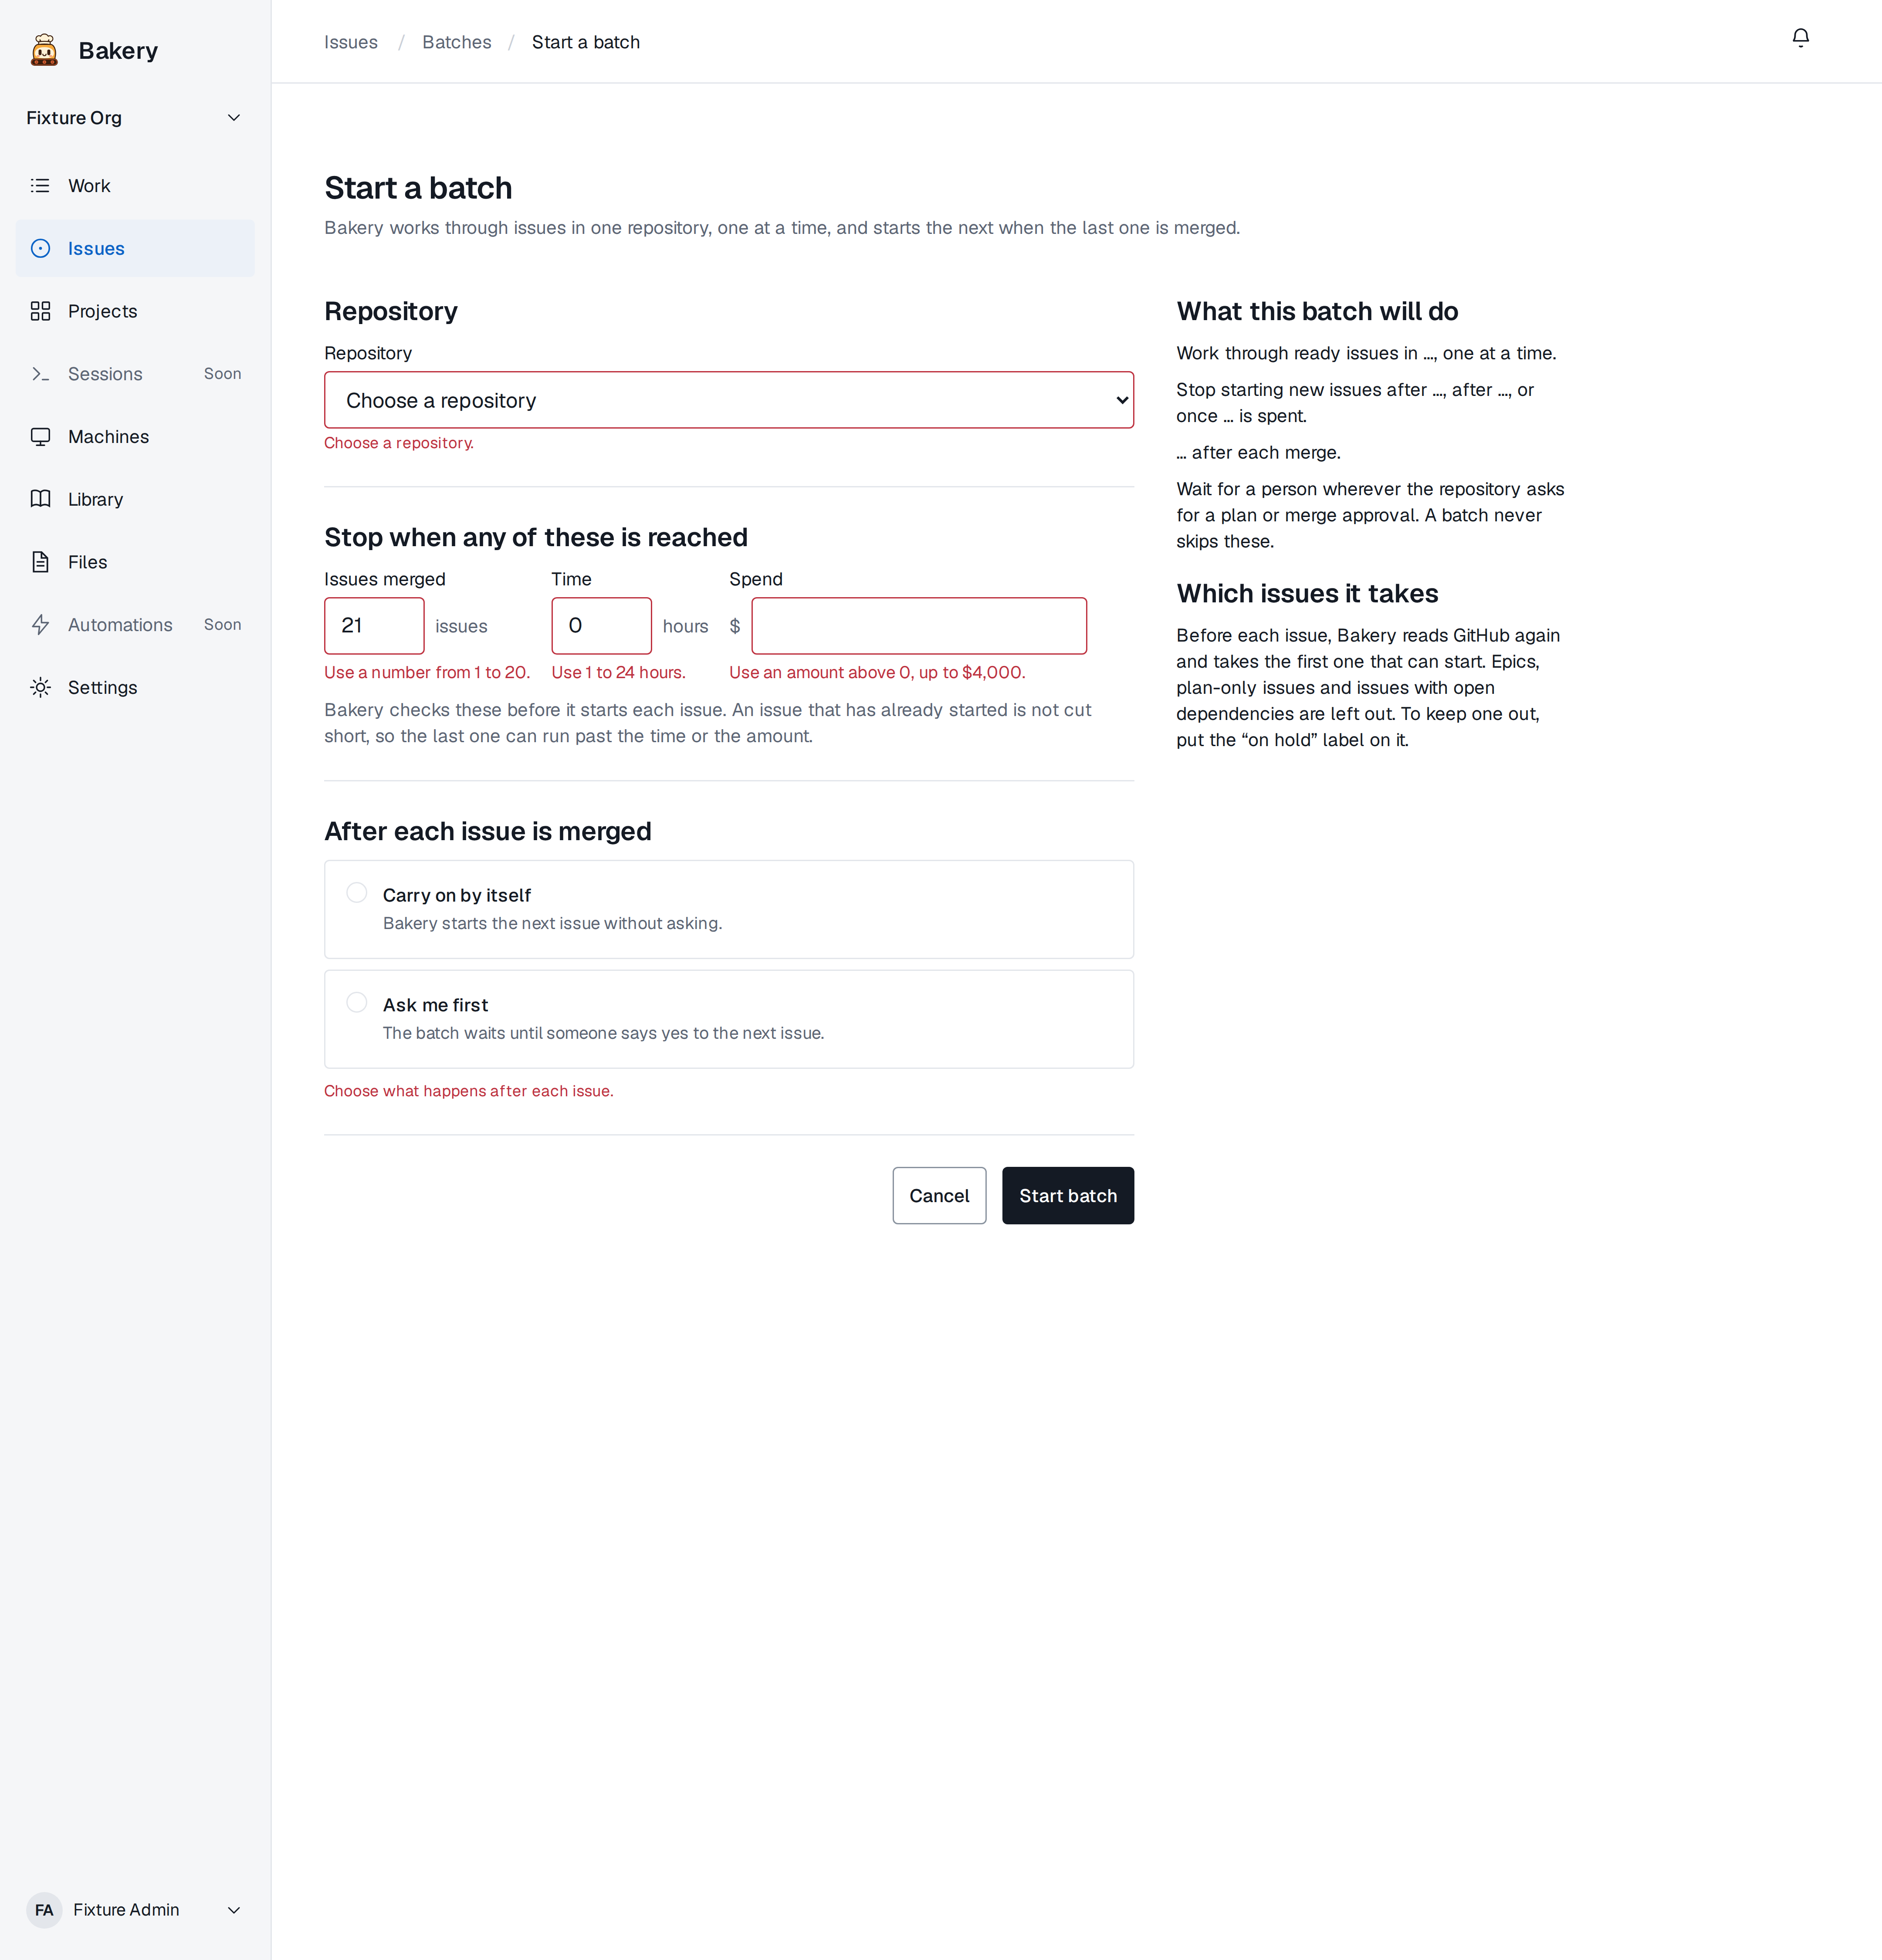 Bakery
Fixture Org
Work
Issues
Projects
Sessions Soon
Machines
Library
Files
Automations Soon
Settings
FA Fixture Admin
Issues / Batches / Start a batch
Start a batch
Bakery works through issues in one repository, one at a time, and starts the next when the last one is merged.
Repository
Repository
Choose a repository
Choose a repository.
Stop when any of these is reached
Issues merged Time Spend
21 issues 0 hours $
Use a number from 1 to 20. Use 1 to 24 hours. Use an amount above 0, up to $4,000.
Bakery checks these before it starts each issue. An issue that has already started is not cut
short, so the last one can run past the time or the amount.
After each issue is merged
Carry on by itself
Bakery starts the next issue without asking.
Ask me first
The batch waits until someone says yes to the next issue.
Choose what happens after each issue.
Cancel Start batch
What this batch will do
Work through ready issues in …, one at a time.
Stop starting new issues after …, after …, or
once … is spent.
… after each merge.
Wait for a person wherever the repository asks
for a plan or merge approval. A batch never
skips these.
Which issues it takes
Before each issue, Bakery reads GitHub again
and takes the first one that can start. Epics,
plan-only issues and issues with open
dependencies are left out. To keep one out,
put the “on hold” label on it.